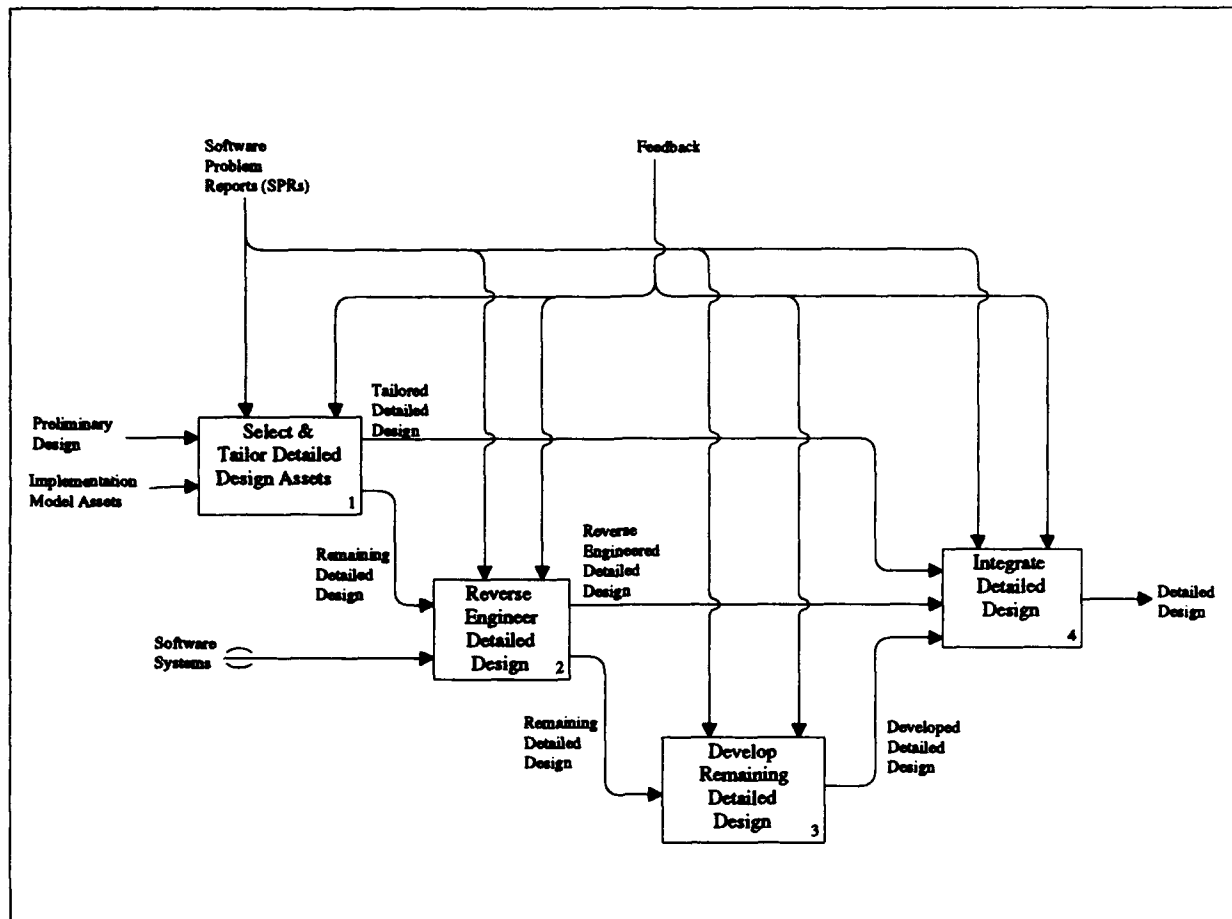 Software
Problem
Reports (SPRs)
Feedback
Tailored
Detailed
Design
Preliminary
Design
Select &
Tailor Detailed
Design Assets
1
Implementation
Model Assets
Remaining
Detailed
Design
Reverse
Engineered
Detailed
Design
Reverse
Engineer
Detailed
Design
2
Integrate
Detailed
Design
4
Detailed
Design
Software
Systems
Remaining
Detailed
Design
Develop
Remaining
Detailed
Design
3
Developed
Detailed
Design